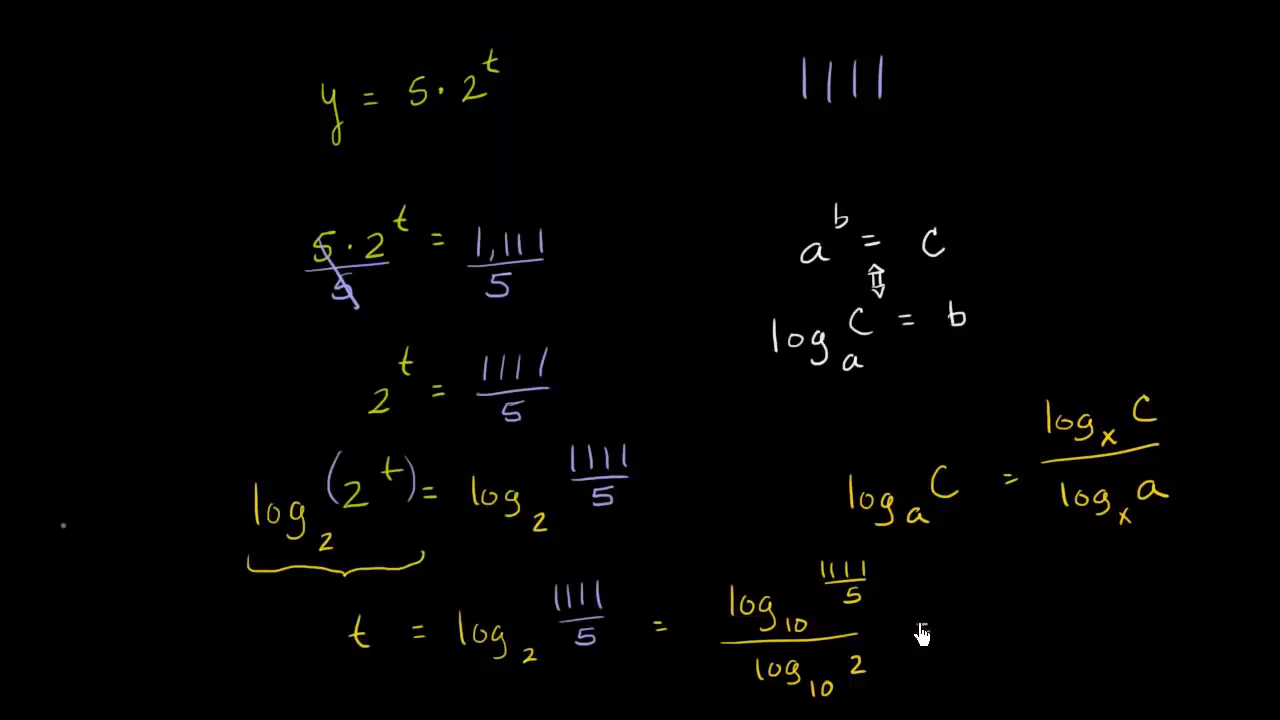 y = 5 · 2^t
1111
5 · 2^t / 5 = 1,111 / 5
a^b = c
log_a c = b
2^t = 1111 / 5
log_2 (2^t) = log_2 1111 / 5
log_a c = log_x c / log_x a
t = log_2 1111 / 5 = log_10 1111 / 5 / log_10 2 =